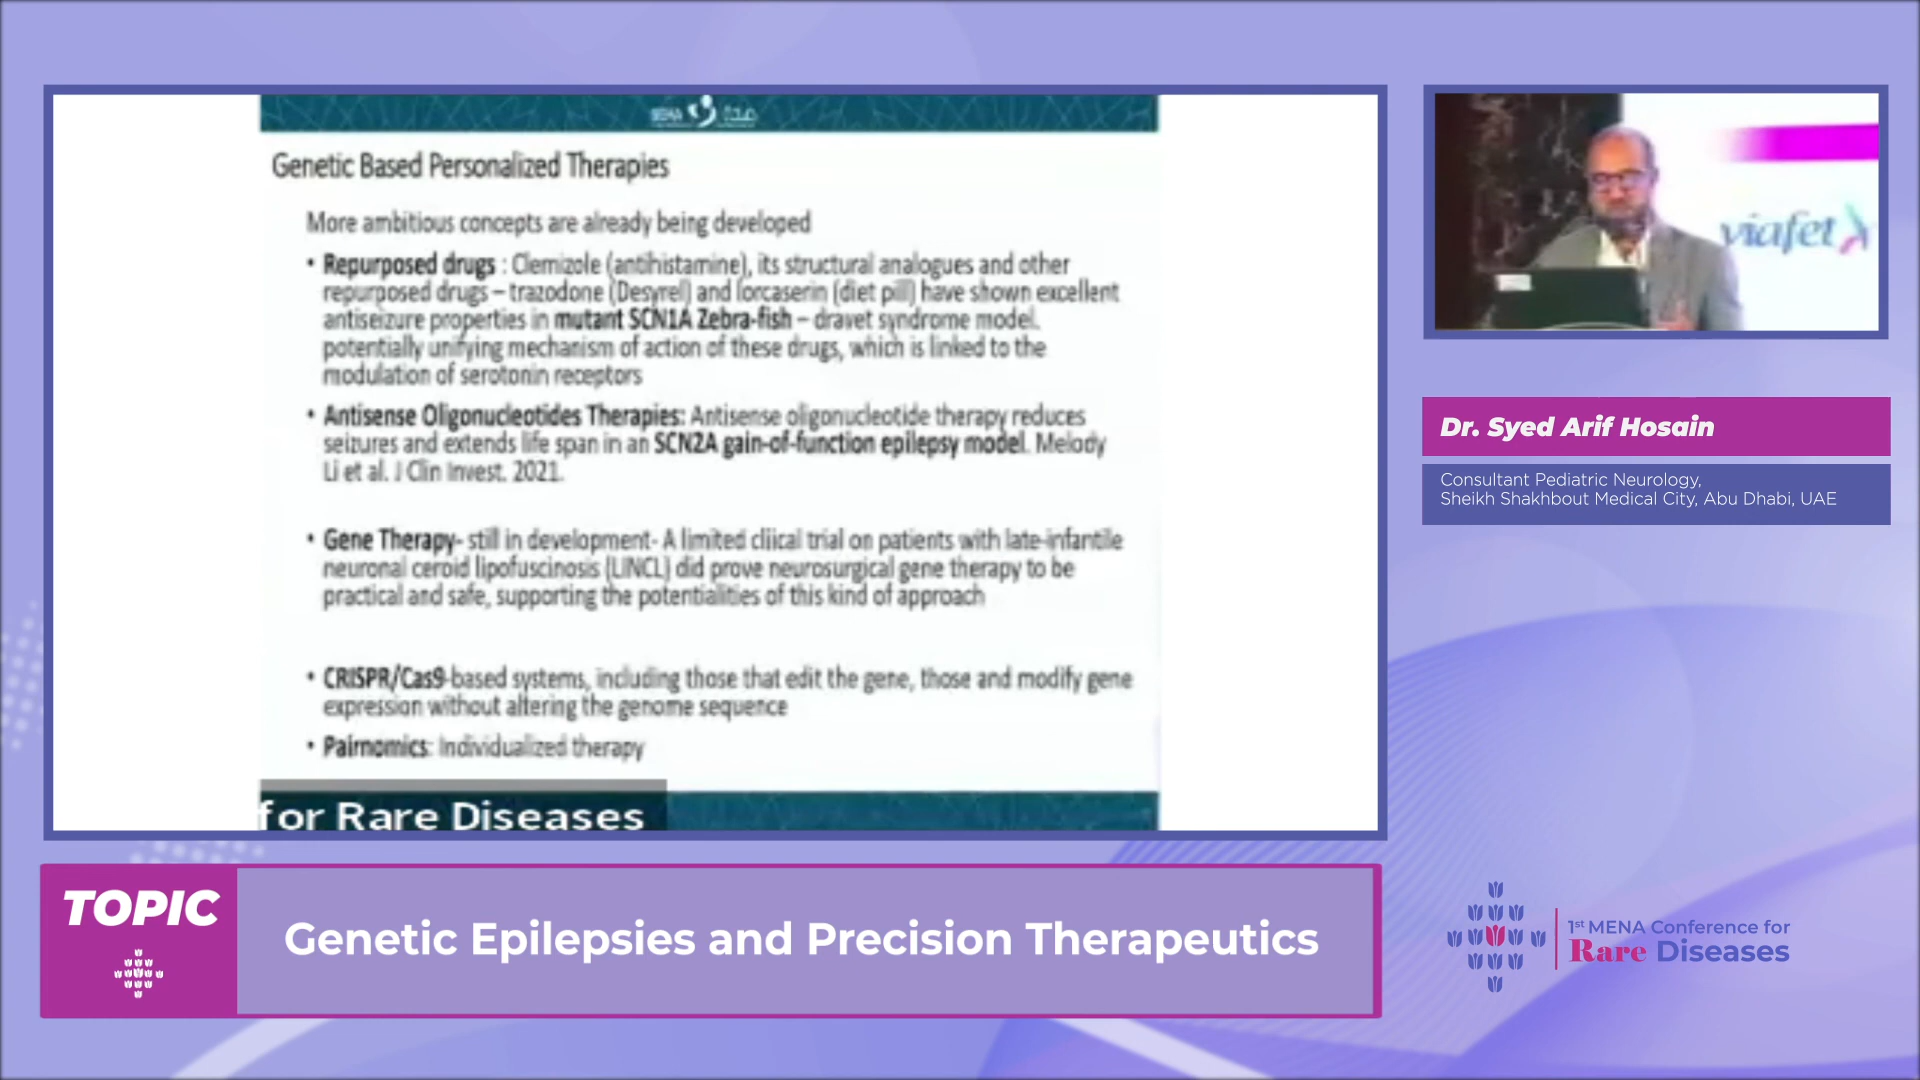 MENA
Genetic Based Personalized Therapies
More ambitious concepts are already being developed
• Repurposed drugs : Clemizole (antihistamine), its structural analogues and other
repurposed drugs – trazodone (Desyrel) and lorcaserin (diet pill) have shown excellent
antiseizure properties in mutant SCN1A Zebra-fish – dravet syndrome model.
potentially unifying mechanism of action of these drugs, which is linked to the
modulation of serotonin receptors
• Antisense Oligonucleotides Therapies: Antisense oligonucleotide therapy reduces
seizures and extends life span in an SCN2A gain-of-function epilepsy model. Melody
Li et al. J Clin Invest. 2021.
• Gene Therapy- still in development- A limited cliical trial on patients with late-infantile
neuronal ceroid lipofuscinosis (LINCL) did prove neurosurgical gene therapy to be
practical and safe, supporting the potentialities of this kind of approach
• CRISPR/Cas9-based systems, including those that edit the gene, those and modify gene
expression without altering the genome sequence
• Pairnomics: Individualized therapy
for Rare Diseases
viafet
Dr. Syed Arif Hosain
Consultant Pediatric Neurology,
Sheikh Shakhbout Medical City, Abu Dhabi, UAE
TOPIC
Genetic Epilepsies and Precision Therapeutics
1st MENA Conference for
Rare Diseases